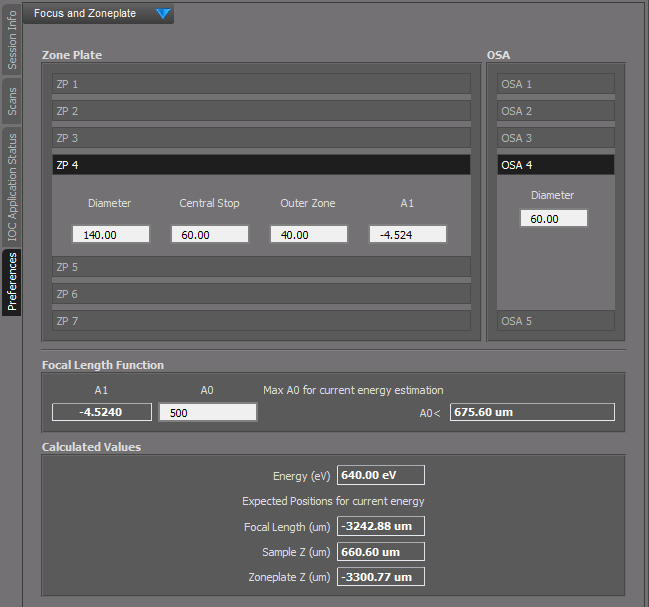 Focus and Zoneplate
Session Info
Scans
IOC Application Status
Preferences
Zone Plate
ZP 1
ZP 2
ZP 3
ZP 4
Diameter Central Stop Outer Zone A1
140.00 60.00 40.00 -4.524
ZP 5
ZP 6
ZP 7
OSA
OSA 1
OSA 2
OSA 3
OSA 4
Diameter
60.00
OSA 5
Focal Length Function
A1 A0 Max A0 for current energy estimation
-4.5240 500 A0< 675.60 um
Calculated Values
Energy (eV) 640.00 eV
Expected Positions for current energy
Focal Length (um) -3242.88 um
Sample Z (um) 660.60 um
Zoneplate Z (um) -3300.77 um